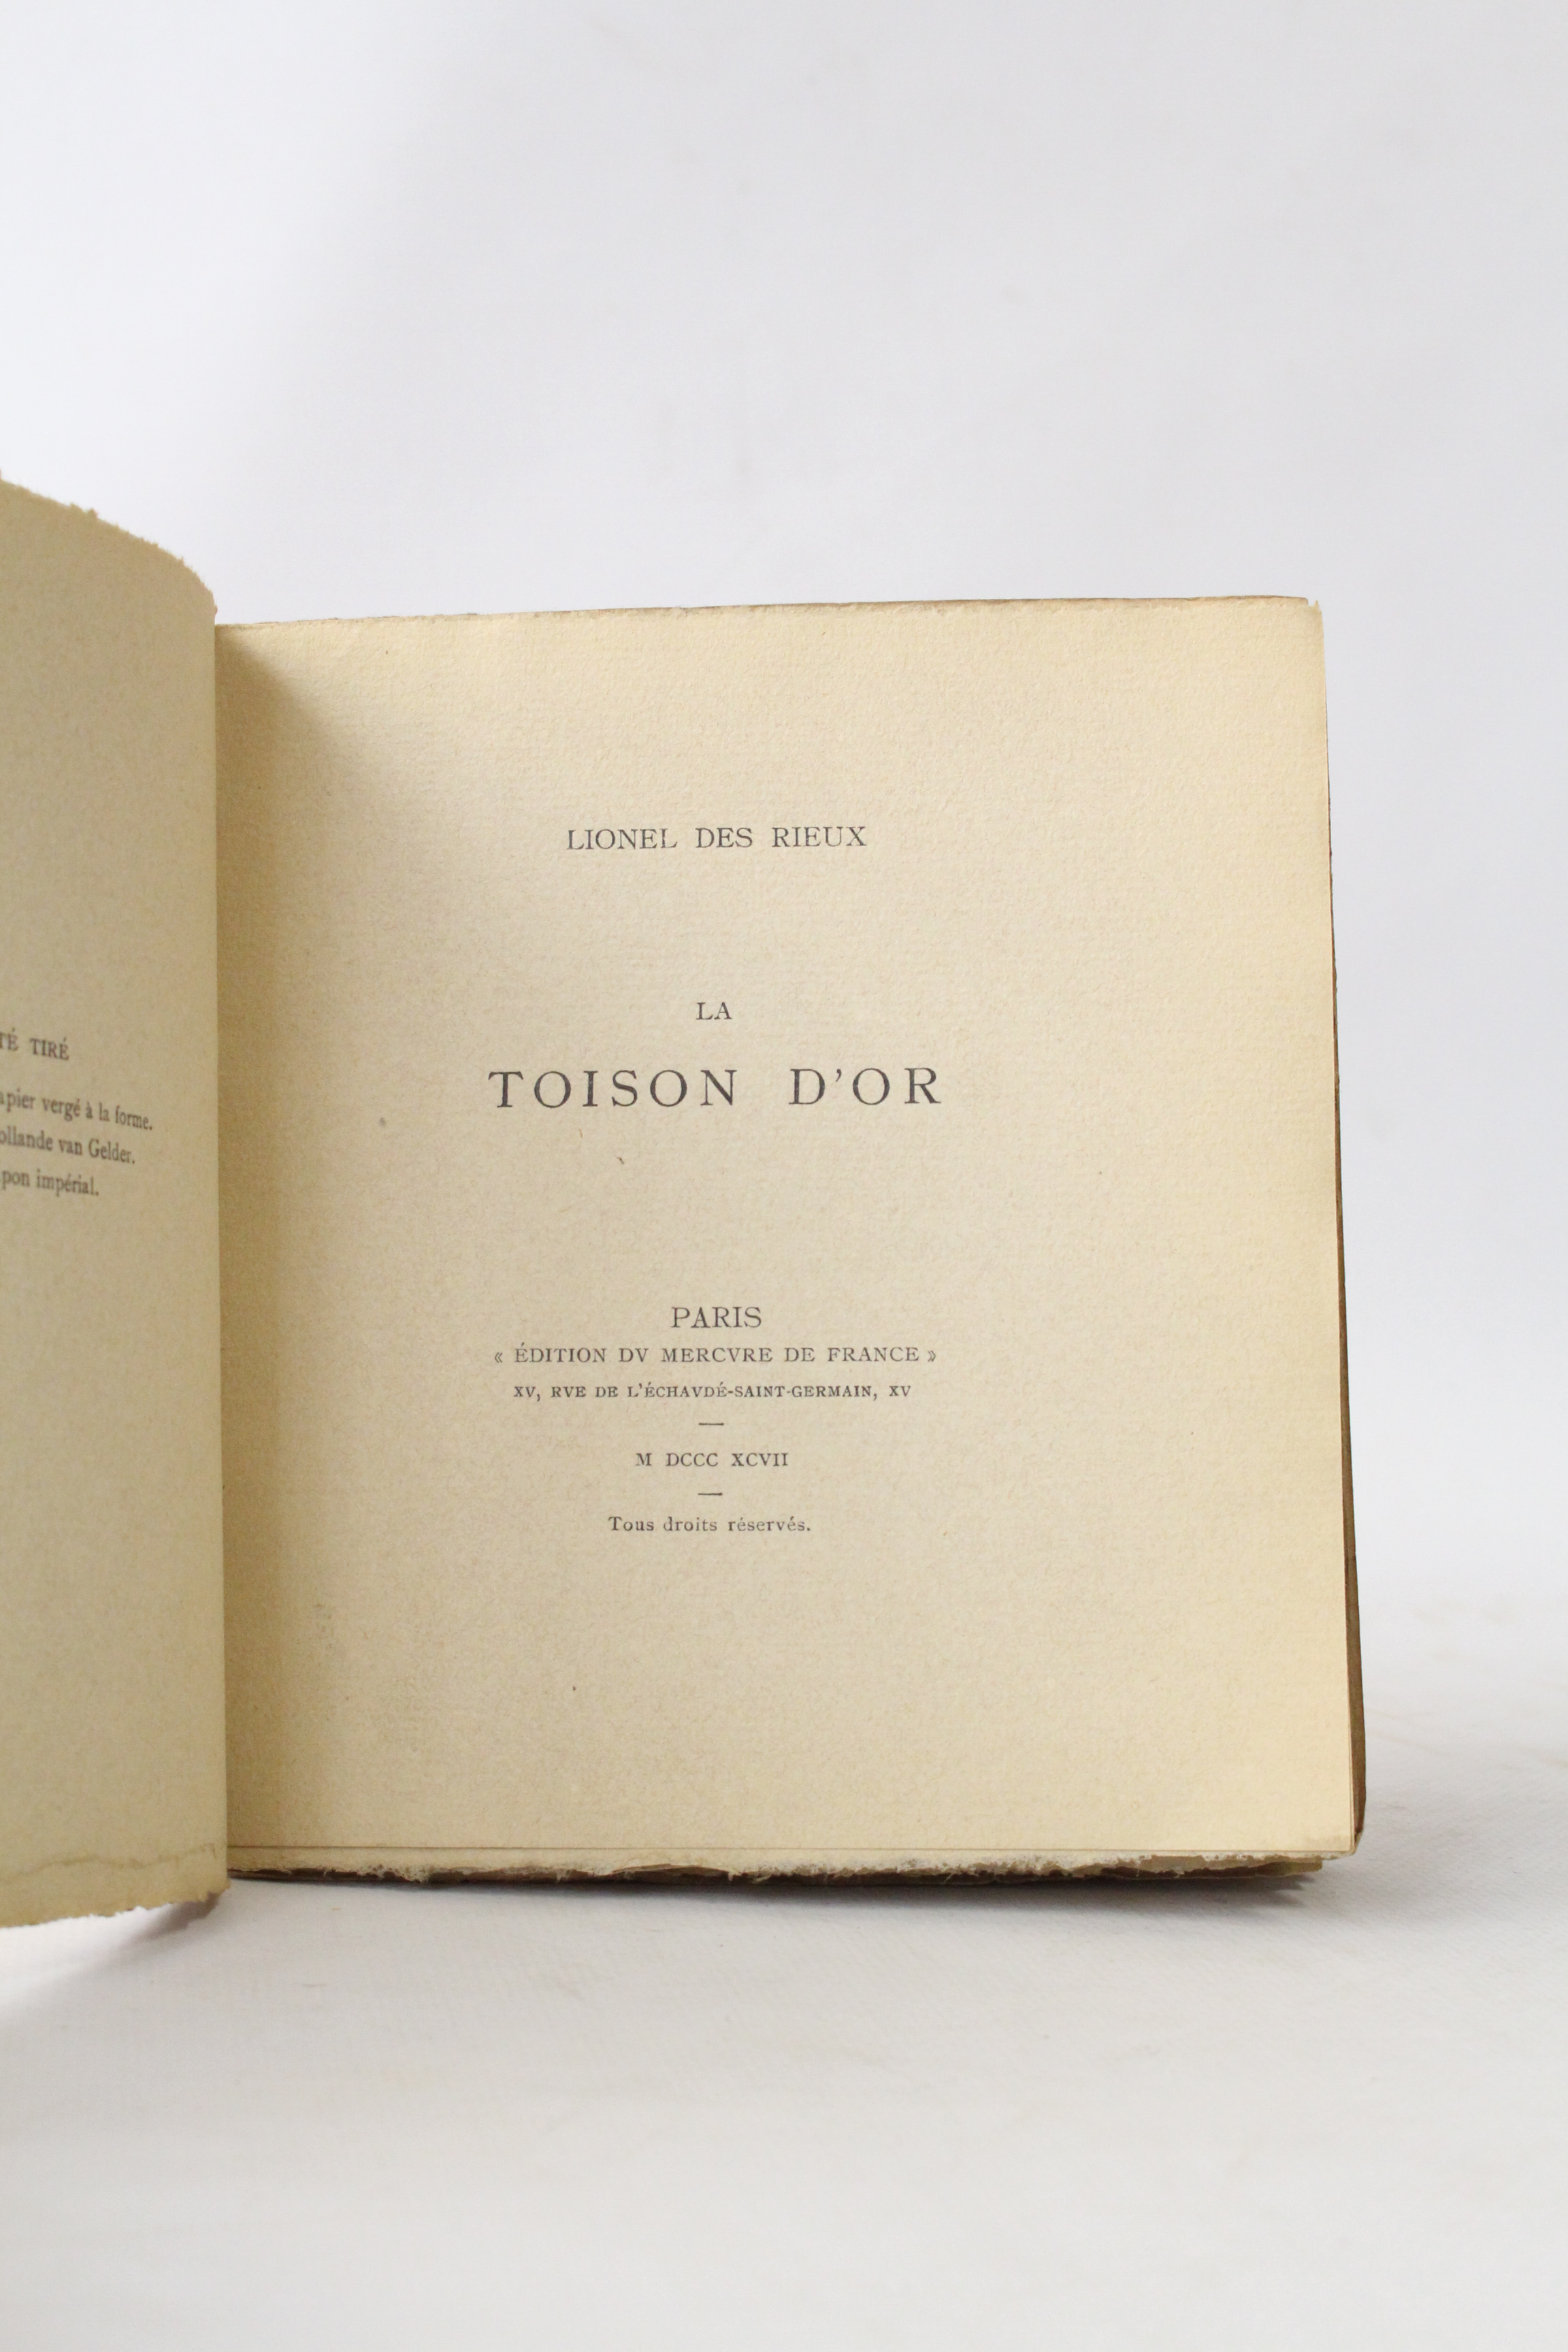 TÉ TIRÉ
apier vergé à la forme.
ollande van Gelder.
pon impérial.
LIONEL DES RIEUX
LA
TOISON D'OR
PARIS
« ÉDITION DV MERCVRE DE FRANCE »
XV, RVE DE L'ÉCHAVDÉ-SAINT-GERMAIN, XV
M DCCC XCVII
Tous droits réservés.